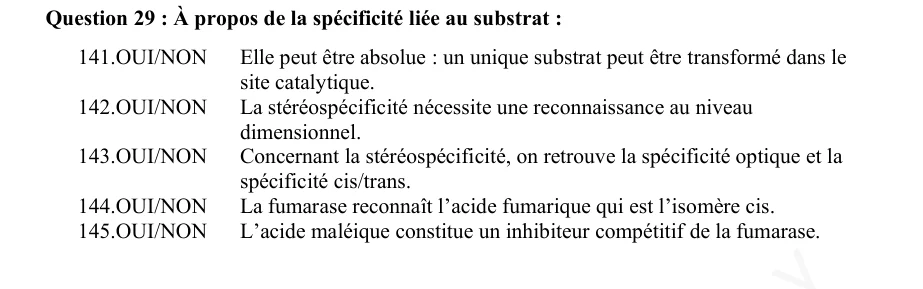 Question 29 : À propos de la spécificité liée au substrat :
141.OUI/NON Elle peut être absolue : un unique substrat peut être transformé dans le
site catalytique.
142.OUI/NON La stéréospécificité nécessite une reconnaissance au niveau
dimensionnel.
143.OUI/NON Concernant la stéréospécificité, on retrouve la spécificité optique et la
spécificité cis/trans.
144.OUI/NON La fumarase reconnaît l’acide fumarique qui est l’isomère cis.
145.OUI/NON L’acide maléique constitue un inhibiteur compétitif de la fumarase.